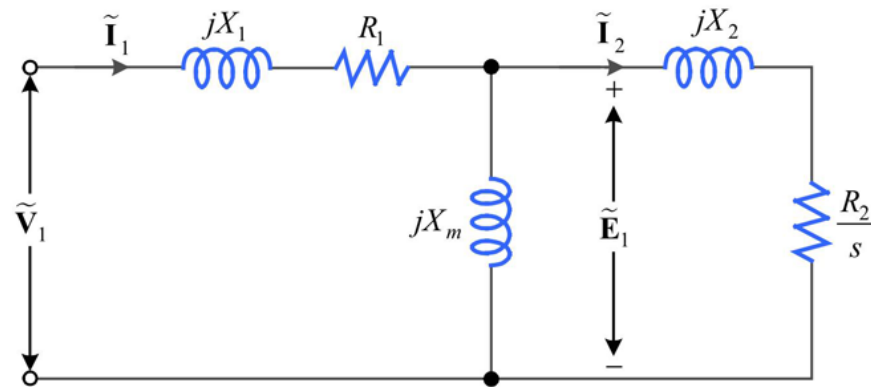 Ĩ₁
jX₁
R₁
Ĩ₂
jX₂
+
Ṽ₁
jXₘ
Ẽ₁
R₂
s
−